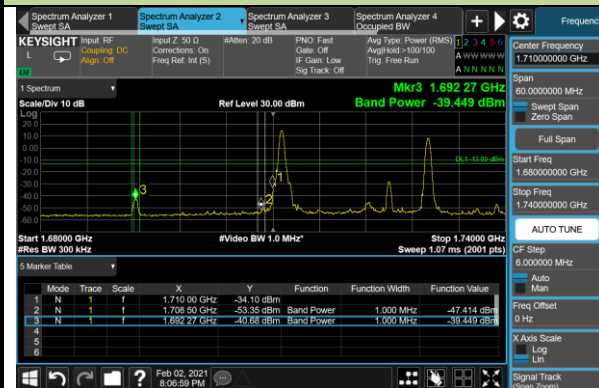 Spectrum Analyzer 1
Swept SA
Spectrum Analyzer 2
Swept SA
Spectrum Analyzer 3
Swept SA
Spectrum Analyzer 4
Occupied BW
Frequenc
KEYSIGHT
L
Input: RF
Coupling: DC
Align: Off
Input Z: 50 Ω
Corrections: On
Freq Ref: Int (S)
#Atten: 20 dB
PNO: Fast
Gate: Off
IF Gain: Low
Sig Track: Off
Avg Type: Power (RMS)
Avg|Hold:>100/100
Trig: Free Run
1 2 3 4 5 6
A W W W W W
A N N N N N
1 Spectrum
Mkr3 1.692 27 GHz
Scale/Div 10 dB
Ref Level 30.00 dBm
Band Power -39.449 dBm
Log
20.0
10.0
0.00
-10.0
-20.0
-30.0
-40.0
-50.0
-60.0
DL1 -13.00 dBm
1
2
3
Start 1.68000 GHz
#Video BW 1.0 MHz*
Stop 1.74000 GHz
#Res BW 300 kHz
Sweep 1.07 ms (2001 pts)
5 Marker Table
Mode Trace Scale X Y Function Function Width Function Value
1 N 1 f 1.710 00 GHz -34.10 dBm
2 N 1 f 1.708 50 GHz -53.35 dBm Band Power 1.000 MHz -47.414 dBm
3 N 1 f 1.692 27 GHz -40.68 dBm Band Power 1.000 MHz -39.449 dBm
4
5
6
Feb 02, 2021
8:06:59 PM
Center Frequency
1.710000000 GHz
Span
60.0000000 MHz
Swept Span
Zero Span
Full Span
Start Freq
1.680000000 GHz
Stop Freq
1.740000000 GHz
AUTO TUNE
CF Step
6.000000 MHz
Auto
Man
Freq Offset
0 Hz
X Axis Scale
Log
Lin
Signal Track
(Span Zoom)